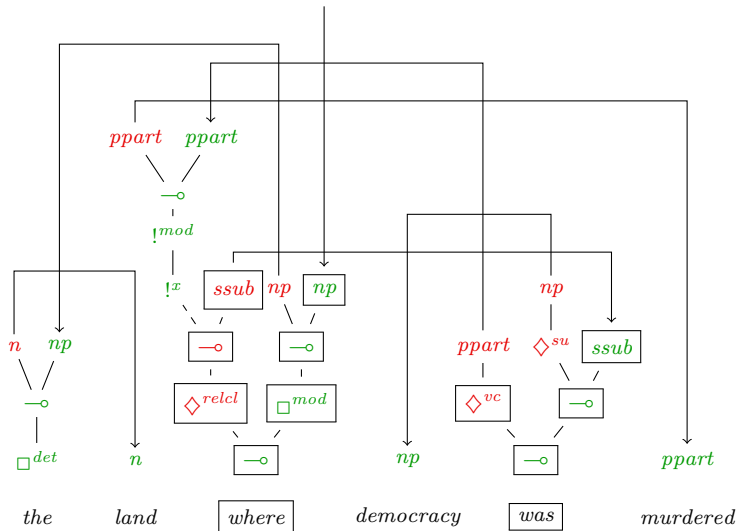 ppart ppart
⊸
!mod
!x ssub np np np
n np ⊸ ⊸ ppart ◇su ssub
⊸ ◇relcl □mod ◇vc ⊸
□det n ⊸ np ⊸ ppart
the land where democracy was murdered